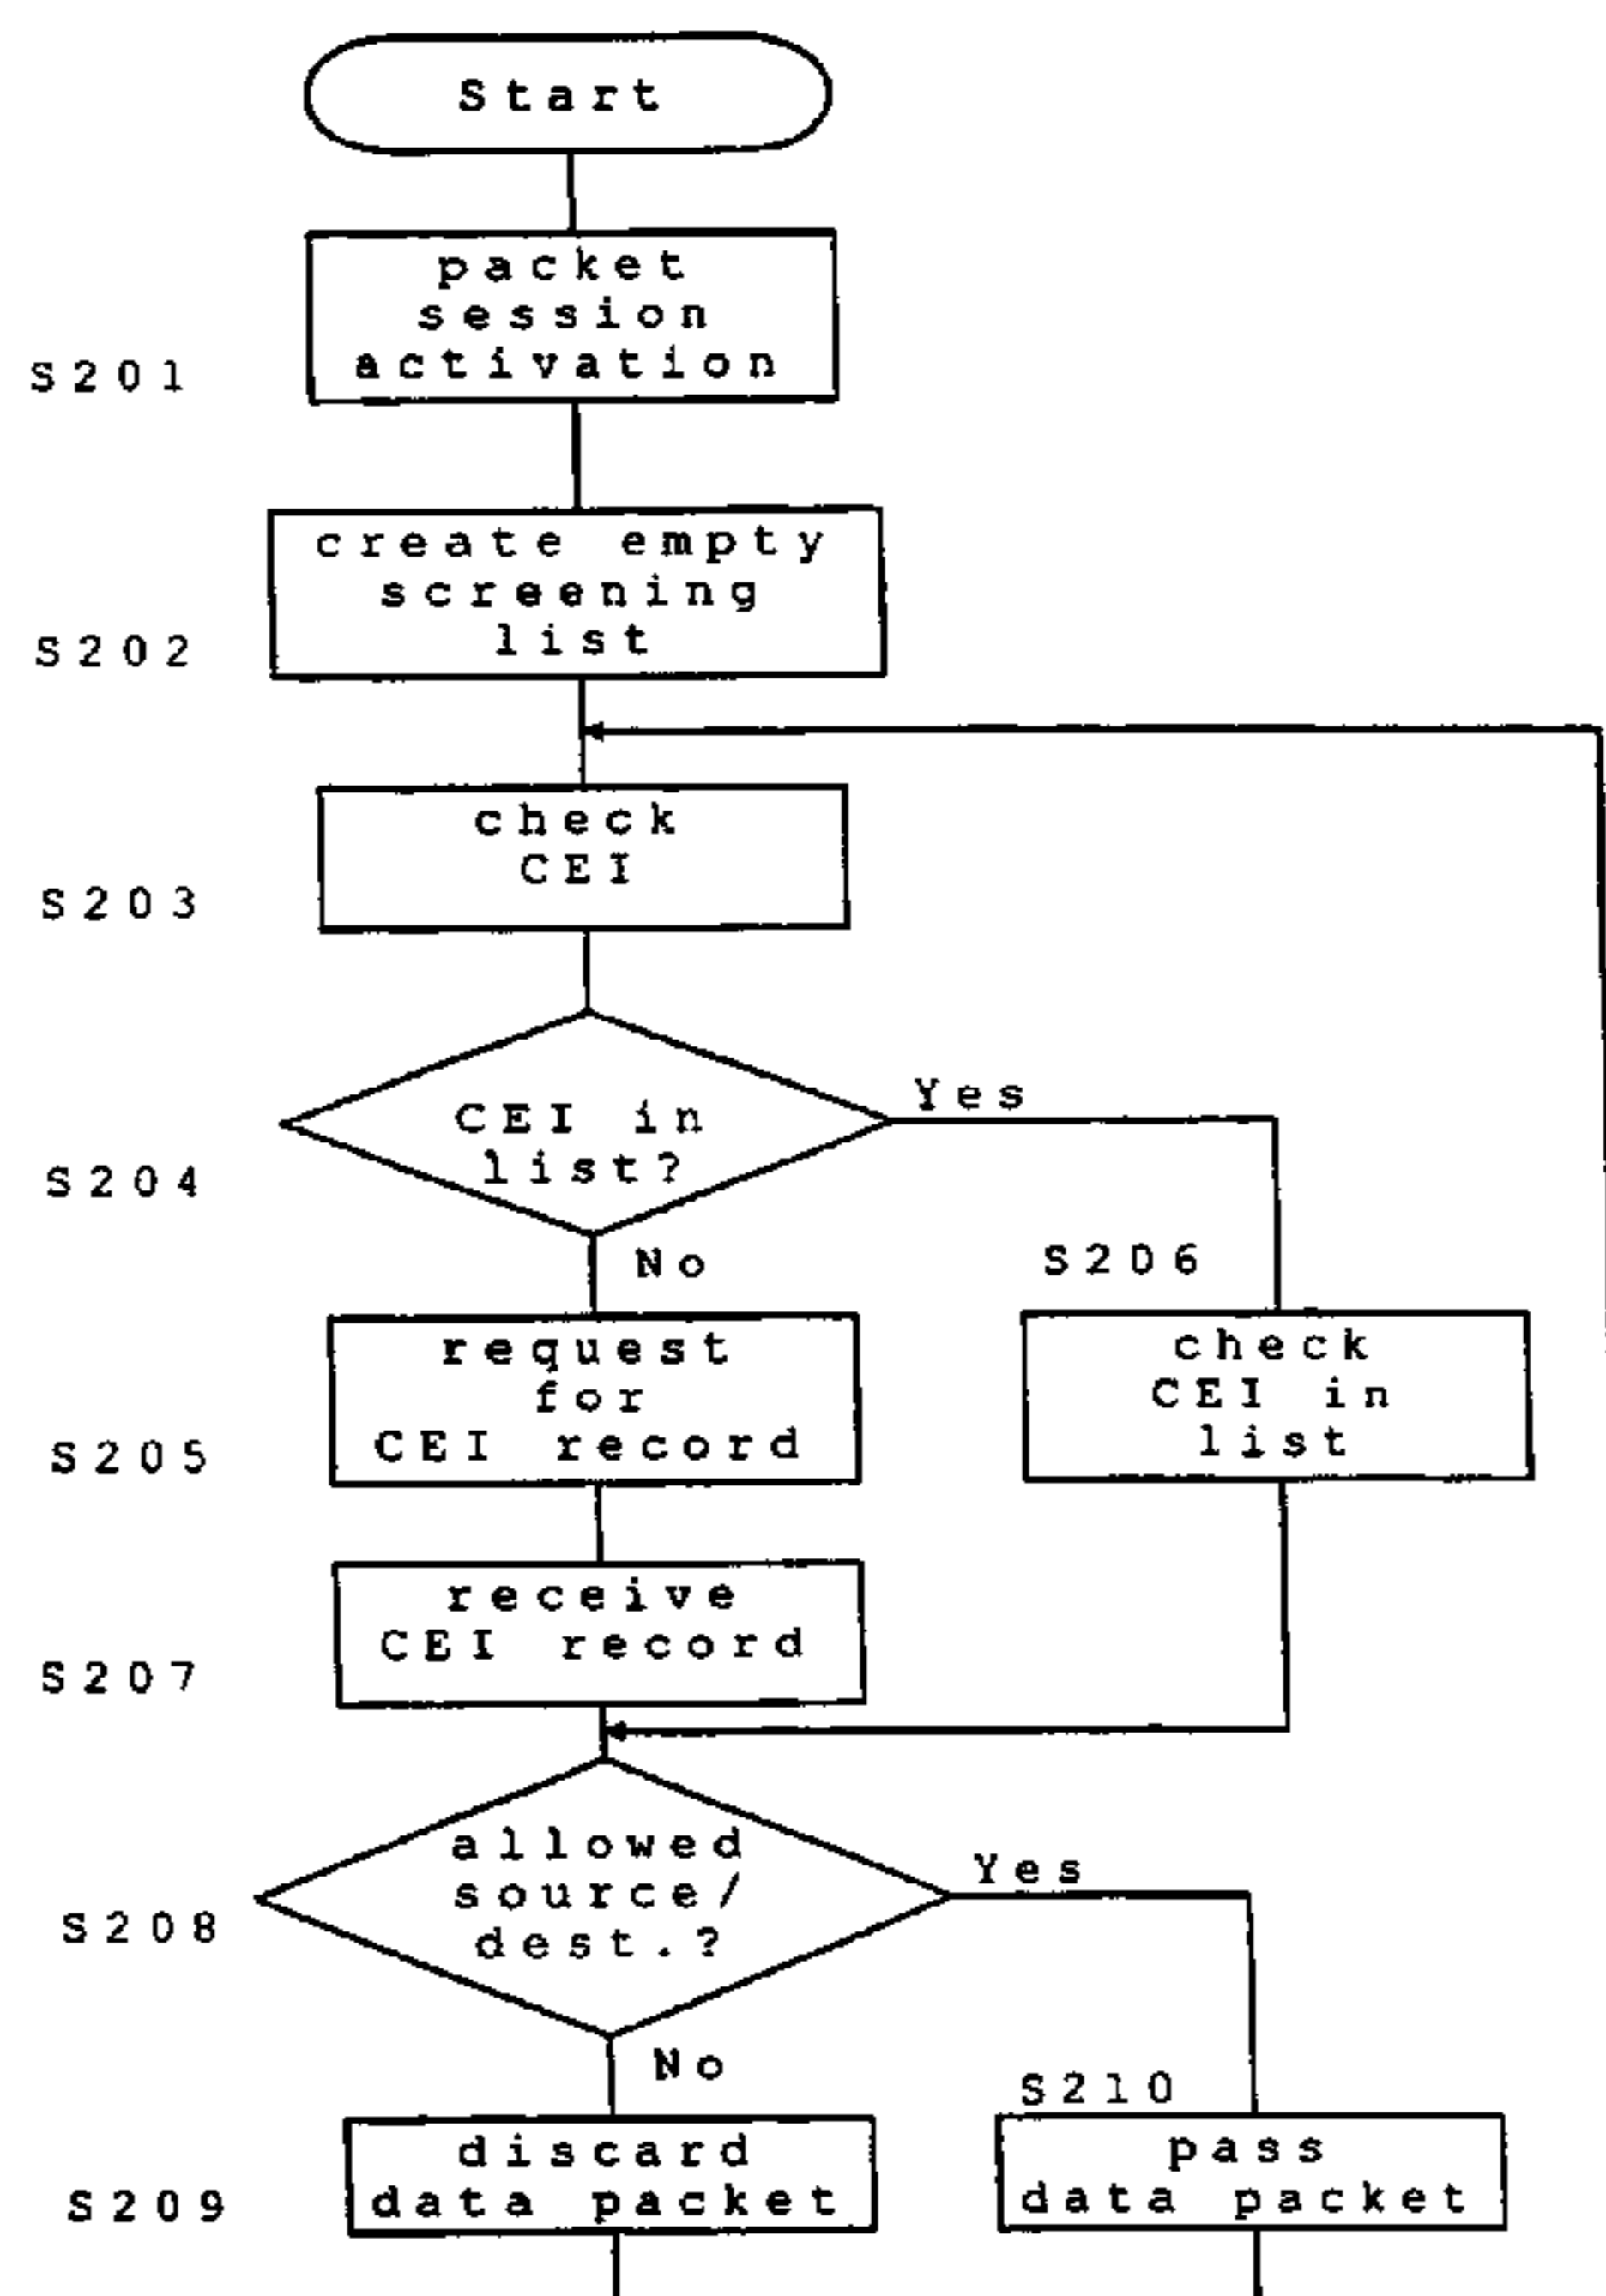 Start
packet
session
activation
S201
create empty
screening
list
S202
check
CEI
S203
CEI in
list?
Yes
S204
No
S206
request
for
CEI record
S205
check
CEI in
list
receive
CEI record
S207
allowed
source/
dest.?
Yes
S208
No
S210
discard
data packet
S209
pass
data packet